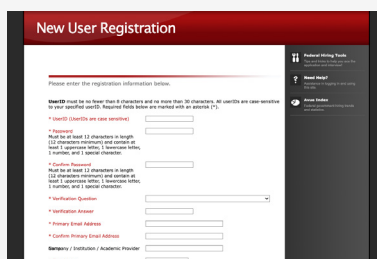 New User Registration
Please enter the registration information below.
UserID must be no fewer than 8 characters and no more than 30 characters. All userIDs are case-sensitive
to your specified userID. Required Fields below are marked with an asterisk (*).
* UserID (UserIDs are case sensitive)
* Password
Must be at least 12 characters in length
(12 characters minimum) and contain at
least 1 uppercase letter, 1 lowercase letter,
1 number, and 1 special character.
* Confirm Password
Must be at least 12 characters in length
(12 characters minimum) and contain at
least 1 uppercase letter, 1 lowercase letter,
1 number, and 1 special character.
* Verification Question
* Verification Answer
* Primary Email Address
* Confirm Primary Email Address
/ Institution / Academic Provider
Federal Hiring Tools
Need Help?
Index